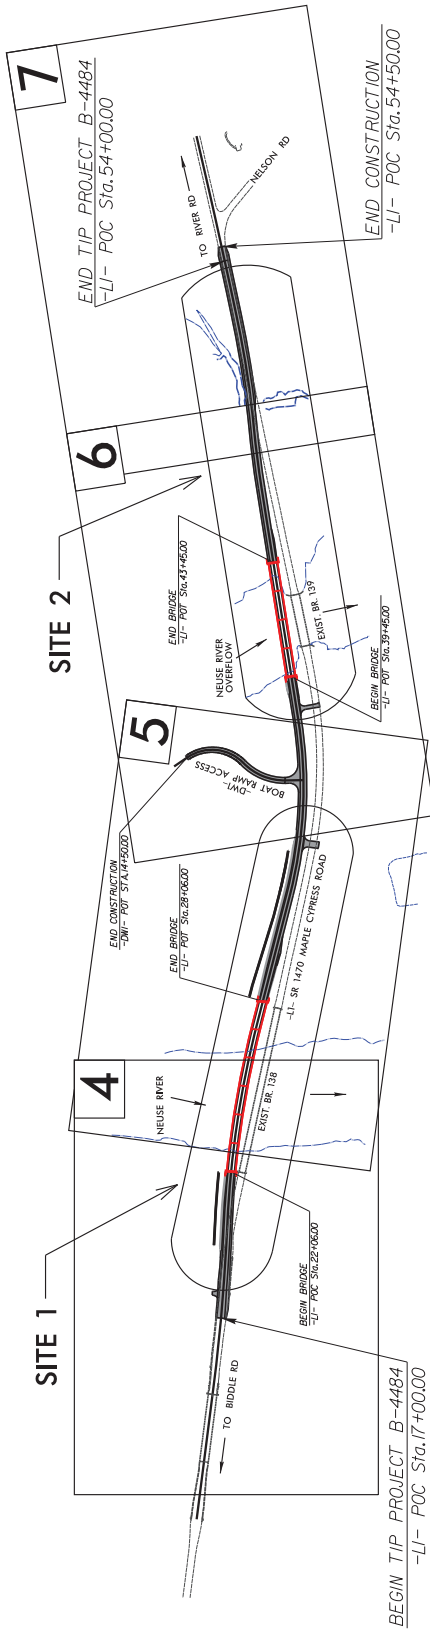 SITE 1
SITE 2
4
5
6
7
BEGIN TIP PROJECT B-4484
-L1- POC Sta.17+00.00
TO BIDDLE RD
BEGIN BRIDGE
-L1- POC Sta.22+06.00
NEUSE RIVER
EXIST. BR. 138
END BRIDGE
-L1- POT Sta.28+06.00
-L1- SR 1470 MAPLE CYPRESS ROAD
END CONSTRUCTION
-DW1- POT STA.14+50.00
-DW1-
BOAT RAMP ACCESS
BEGIN BRIDGE
-L1- POT Sta.39+45.00
NEUSE RIVER
OVERFLOW
EXIST. BR. 139
END BRIDGE
-L1- POT Sta.43+45.00
END TIP PROJECT B-4484
-L1- POC Sta.54+00.00
TO RIVER RD
NELSON RD
END CONSTRUCTION
-L1- POC Sta.54+50.00